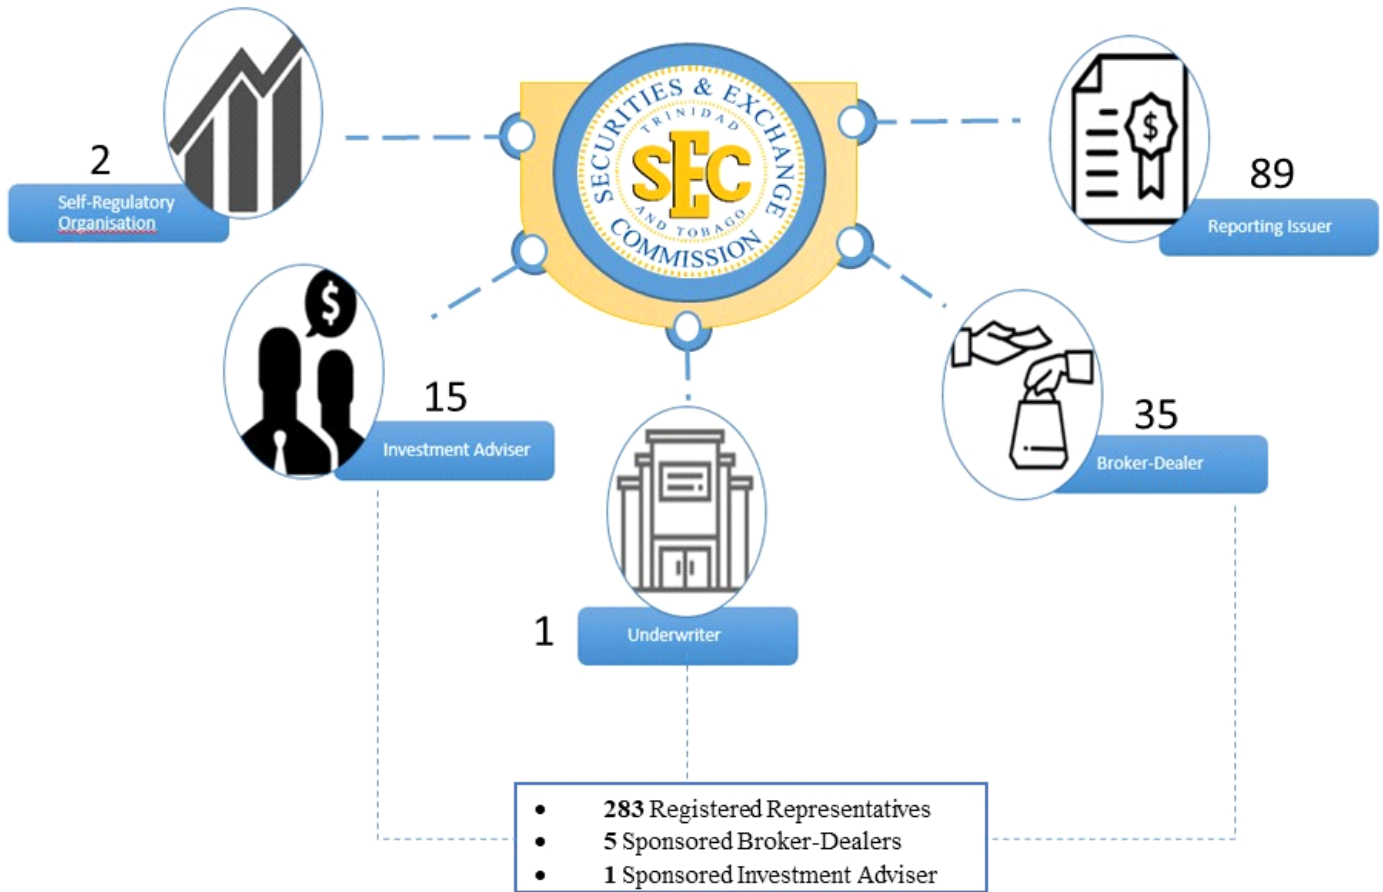 SECURITIES & EXCHANGE
COMMISSION
TRINIDAD
AND TOBAGO
SEC
2
Self-Regulatory
Organisation
$
89
Reporting Issuer
$
15
Investment Adviser
35
Broker-Dealer
1
Underwriter
• 283 Registered Representatives
• 5 Sponsored Broker-Dealers
• 1 Sponsored Investment Adviser